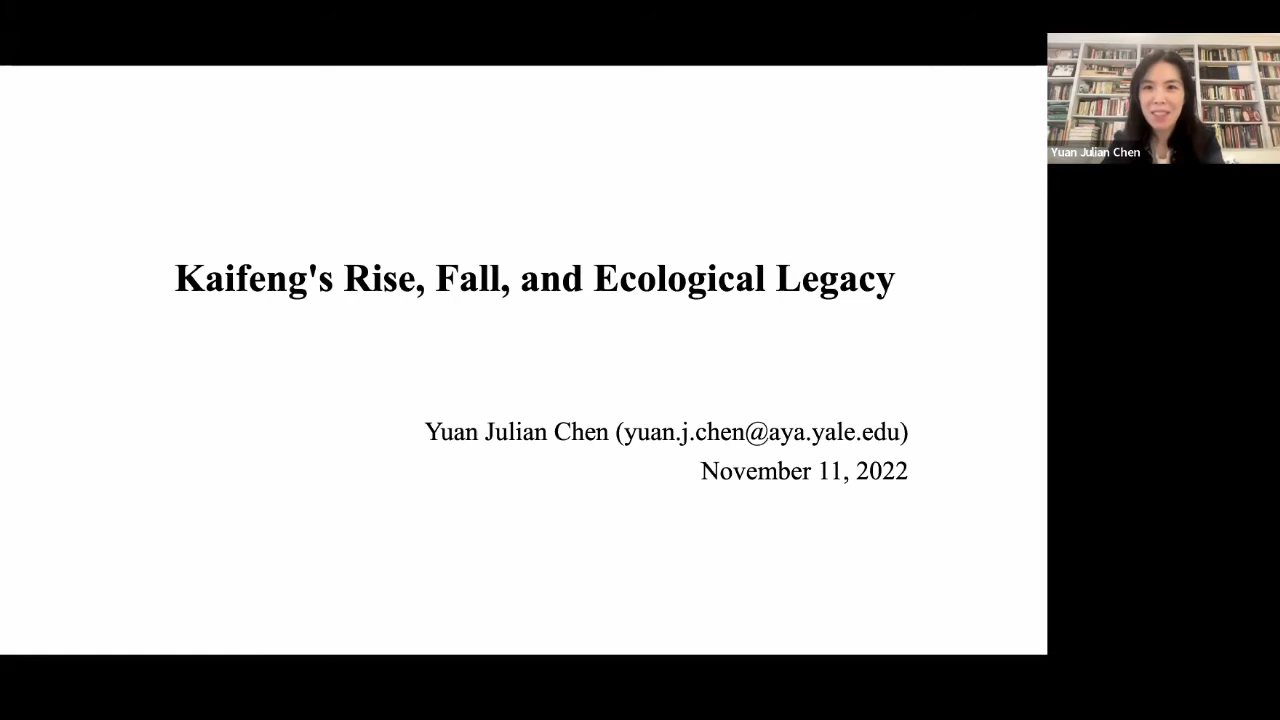 Kaifeng's Rise, Fall, and Ecological Legacy
Yuan Julian Chen (yuan.j.chen@aya.yale.edu)
November 11, 2022
Yuan Julian Chen